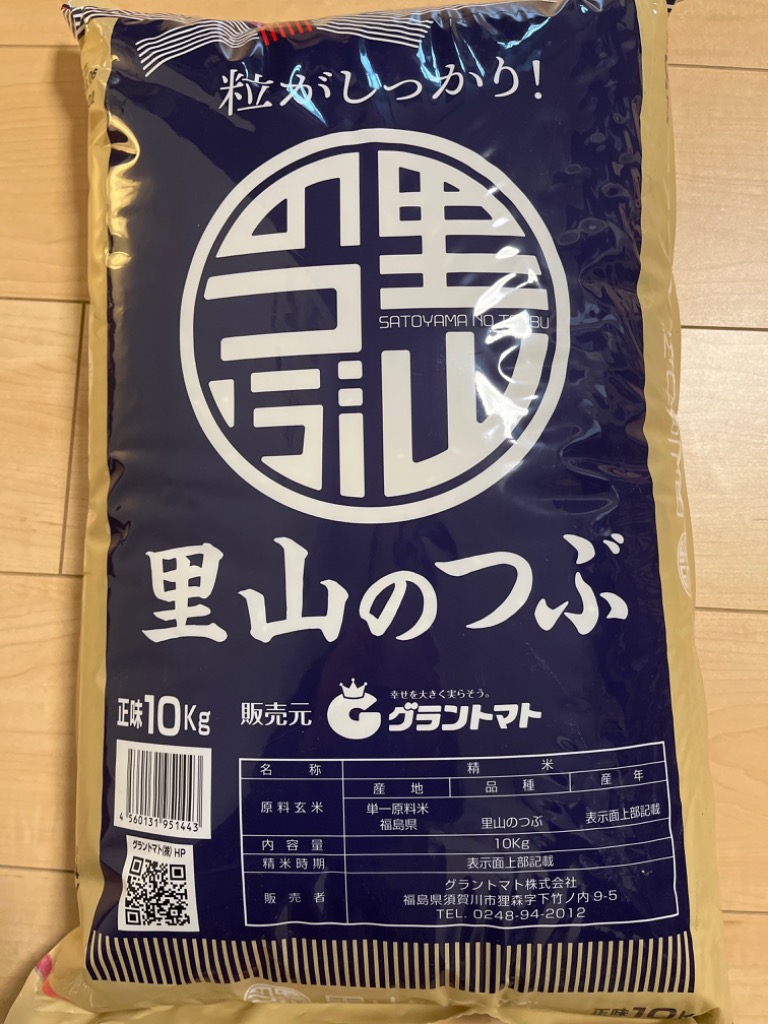 粒がしっかり!
里山
のつぶ
SATOYAMA NO TSUBU
里山のつぶ
正味10Kg
販売元
幸せを大きく実らそう。
グラントマト
4 560131 951443
グラントマト(株) HP
名称 精米
産地 品種 産年
原料玄米 単一原料米 福島県 里山のつぶ 表示面上部記載
内容量 10Kg
精米時期 表示面上部記載
販売者 グラントマト株式会社
福島県須賀川市狸森字下竹ノ内9-5
TEL. 0248-94-2012
正味10K